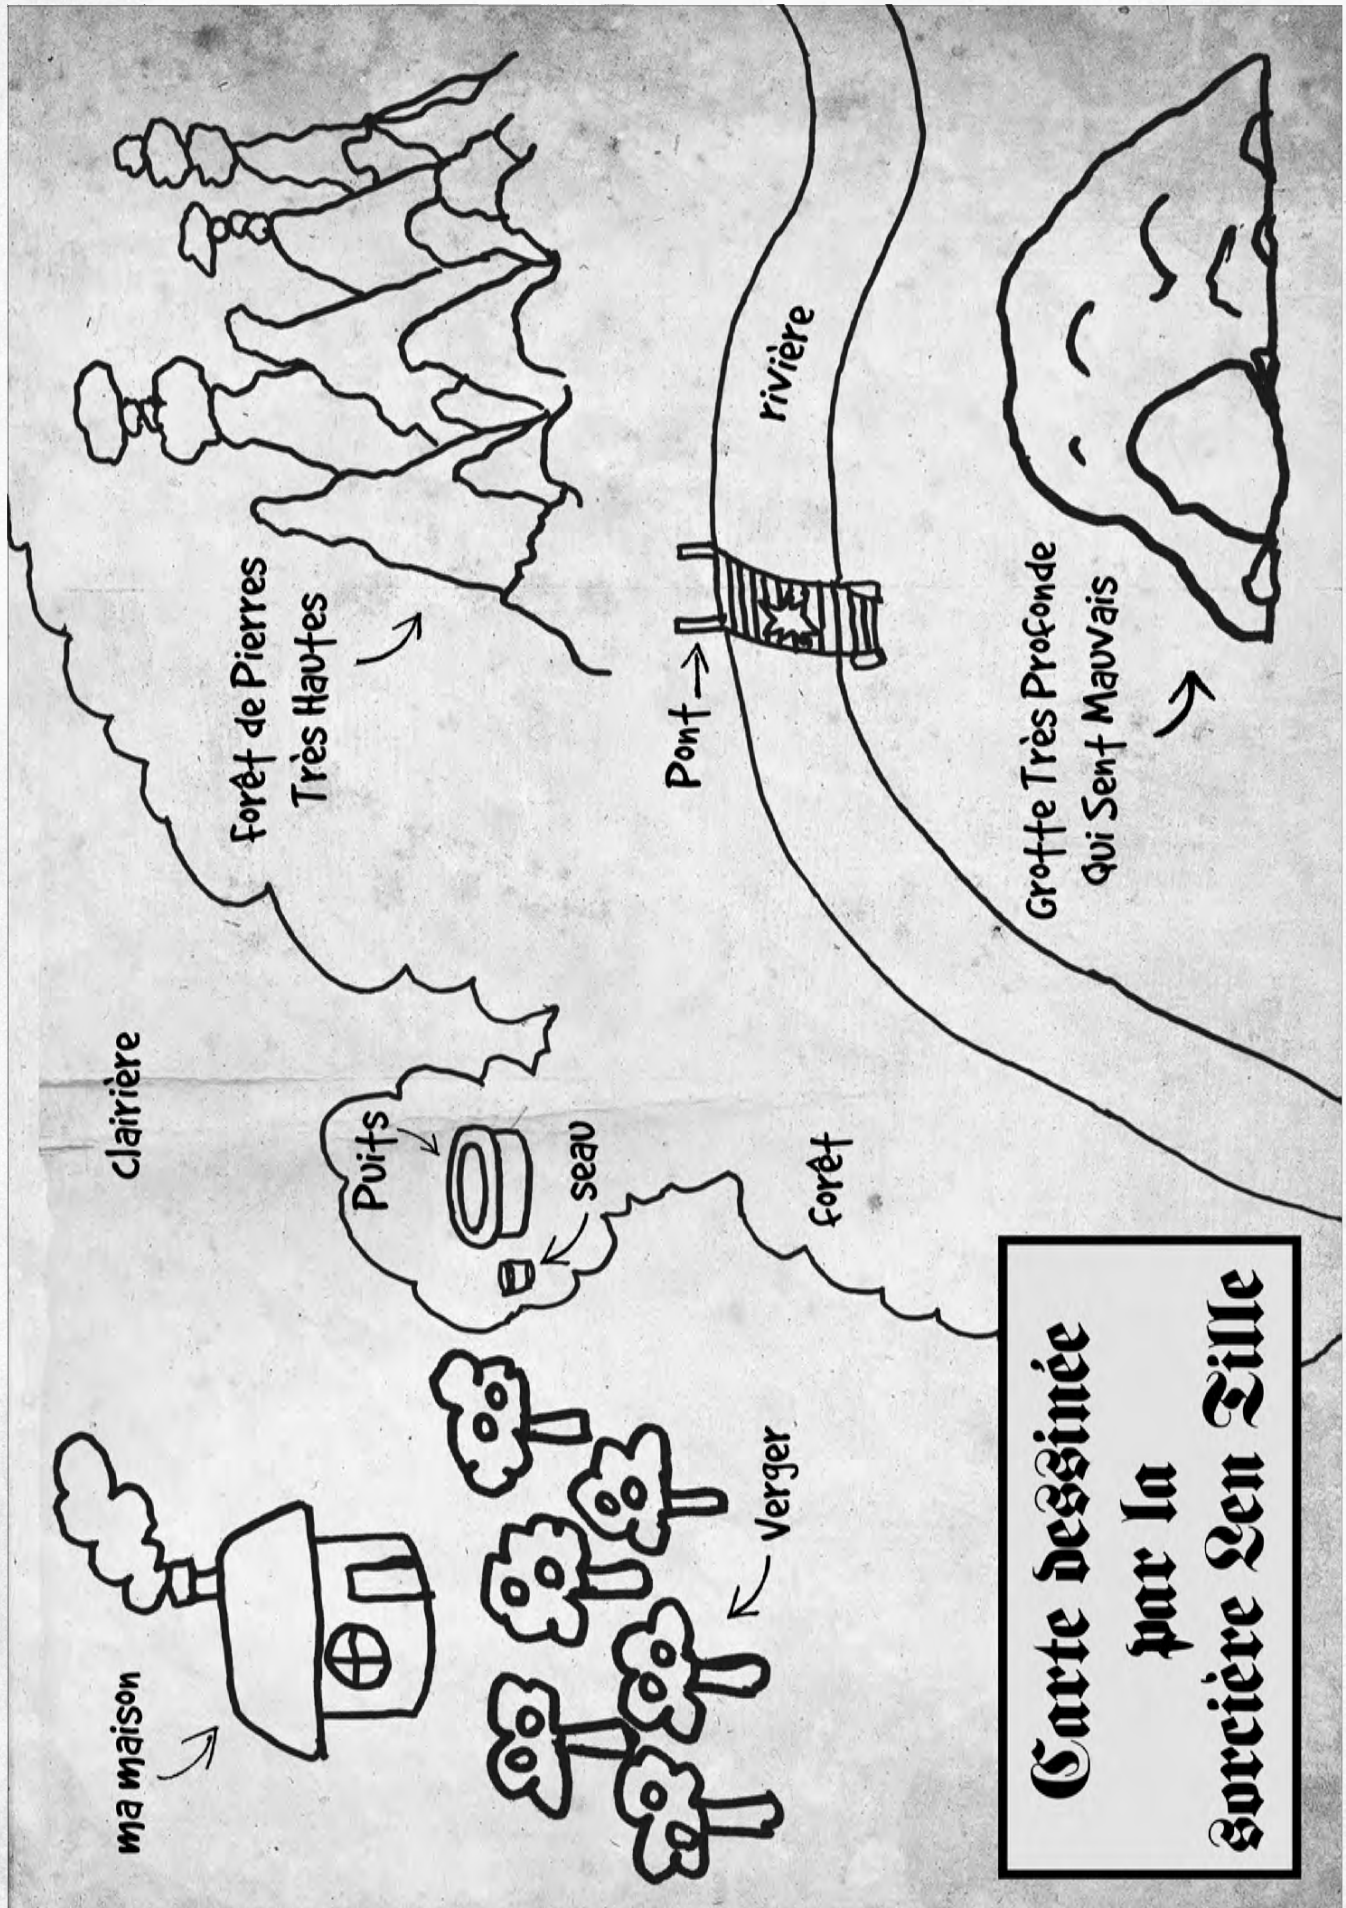 ma maison
Clairière
forêt de Pierres
Très Hautes
Puits
seau
Pont
Verger
rivière
forêt
Grotte Très Profonde
Qui Sent Mauvais
Carte dessinée
par la
Sorcière Len Tille